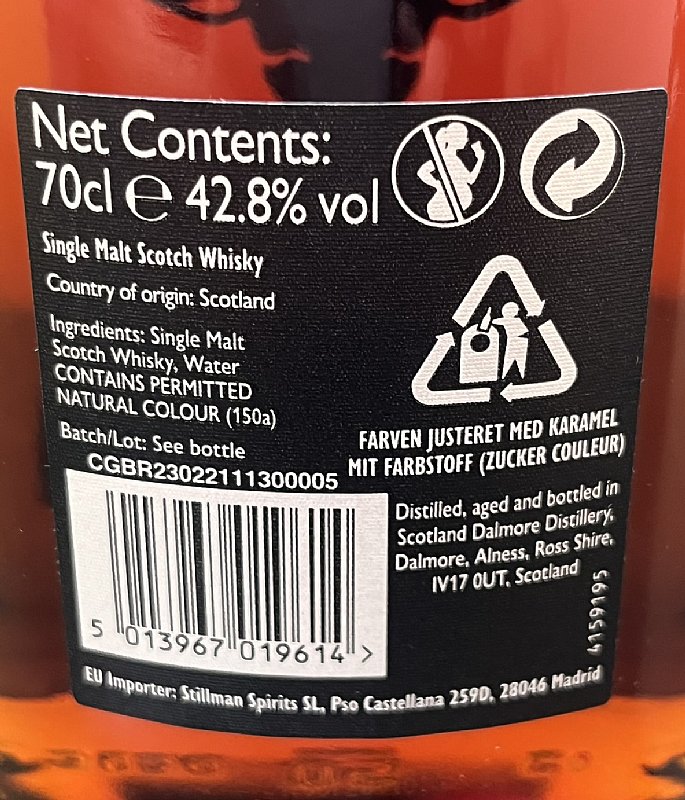 Net Contents:
70cl ℮ 42.8% vol
Single Malt Scotch Whisky
Country of origin: Scotland
Ingredients: Single Malt
Scotch Whisky, Water
CONTAINS PERMITTED
NATURAL COLOUR (150a)
Batch/Lot: See bottle
CGBR23022111300005
FARVEN JUSTERET MED KARAMEL
MIT FARBSTOFF (ZUCKER COULEUR)
Distilled, aged and bottled in
Scotland Dalmore Distillery,
Dalmore, Alness, Ross Shire,
IV17 0UT, Scotland
4159195
5 013967 019614 >
EU Importer: Stillman Spirits SL, Pso Castellana 259D, 28046 Madrid